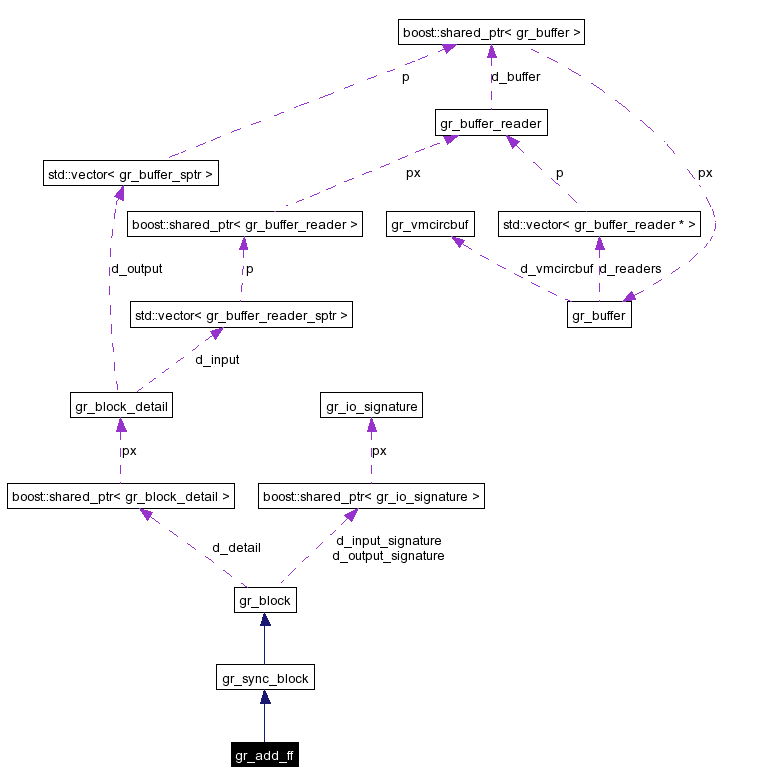 boost::shared_ptr< gr_buffer >
p
d_buffer
gr_buffer_reader
std::vector< gr_buffer_sptr >
px
p
px
boost::shared_ptr< gr_buffer_reader >
gr_vmcircbuf
std::vector< gr_buffer_reader * >
d_output
p
d_vmcircbuf
d_readers
std::vector< gr_buffer_reader_sptr >
gr_buffer
d_input
gr_block_detail
gr_io_signature
px
px
boost::shared_ptr< gr_block_detail >
boost::shared_ptr< gr_io_signature >
d_detail
d_input_signature
d_output_signature
gr_block
gr_sync_block
gr_add_ff